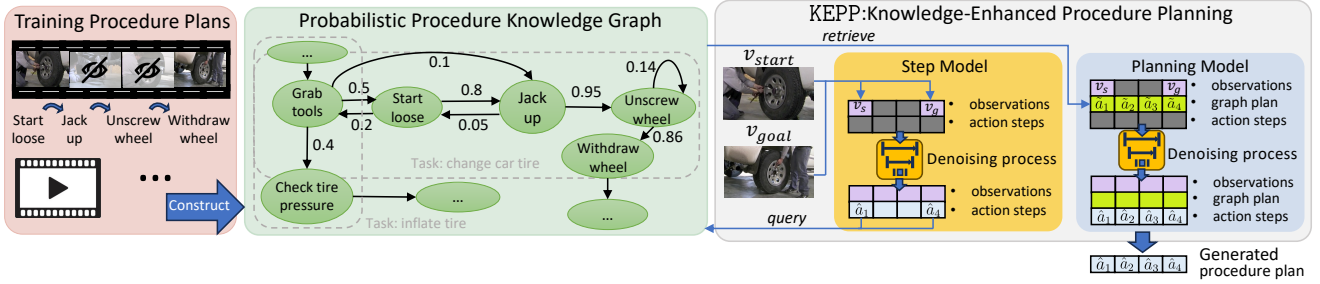 Training Procedure Plans
Start loose
Jack up
Unscrew wheel
Withdraw wheel
...
Construct
Probabilistic Procedure Knowledge Graph
...
Grab tools
0.1
0.5
0.2
Start loose
0.8
0.05
Jack up
0.95
0.14
Unscrew wheel
0.86
Withdraw wheel
...
0.4
Task: change car tire
Check tire pressure
...
Task: inflate tire
KEPP:Knowledge-Enhanced Procedure Planning
retrieve
query
v_start
v_goal
Step Model
v_s v_g
• observations
• action steps
Denoising process
• observations
â_1 â_4
• action steps
Planning Model
v_s v_g
• observations
ã_1 ã_2 ã_3 ã_4
• graph plan
• action steps
Denoising process
• observations
• graph plan
â_1 â_2 â_3 â_4
• action steps
â_1 â_2 â_3 â_4
Generated
procedure plan